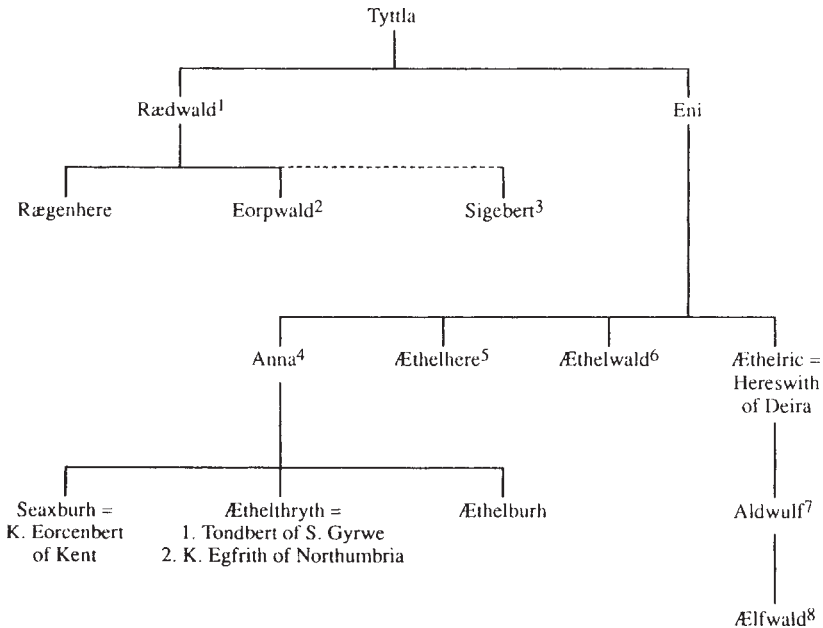 Tyttla
Rædwald1
Eni
Rægenhere
Eorpwald2
Sigebert3
Anna4
Æthelhere5
Æthelwald6
Æthelric =
Hereswith
of Deira
Seaxburh =
K. Eorcenbert
of Kent
Æthelthryth =
1. Tondbert of S. Gyrwe
2. K. Egfrith of Northumbria
Æthelburh
Aldwulf7
Ælfwald8